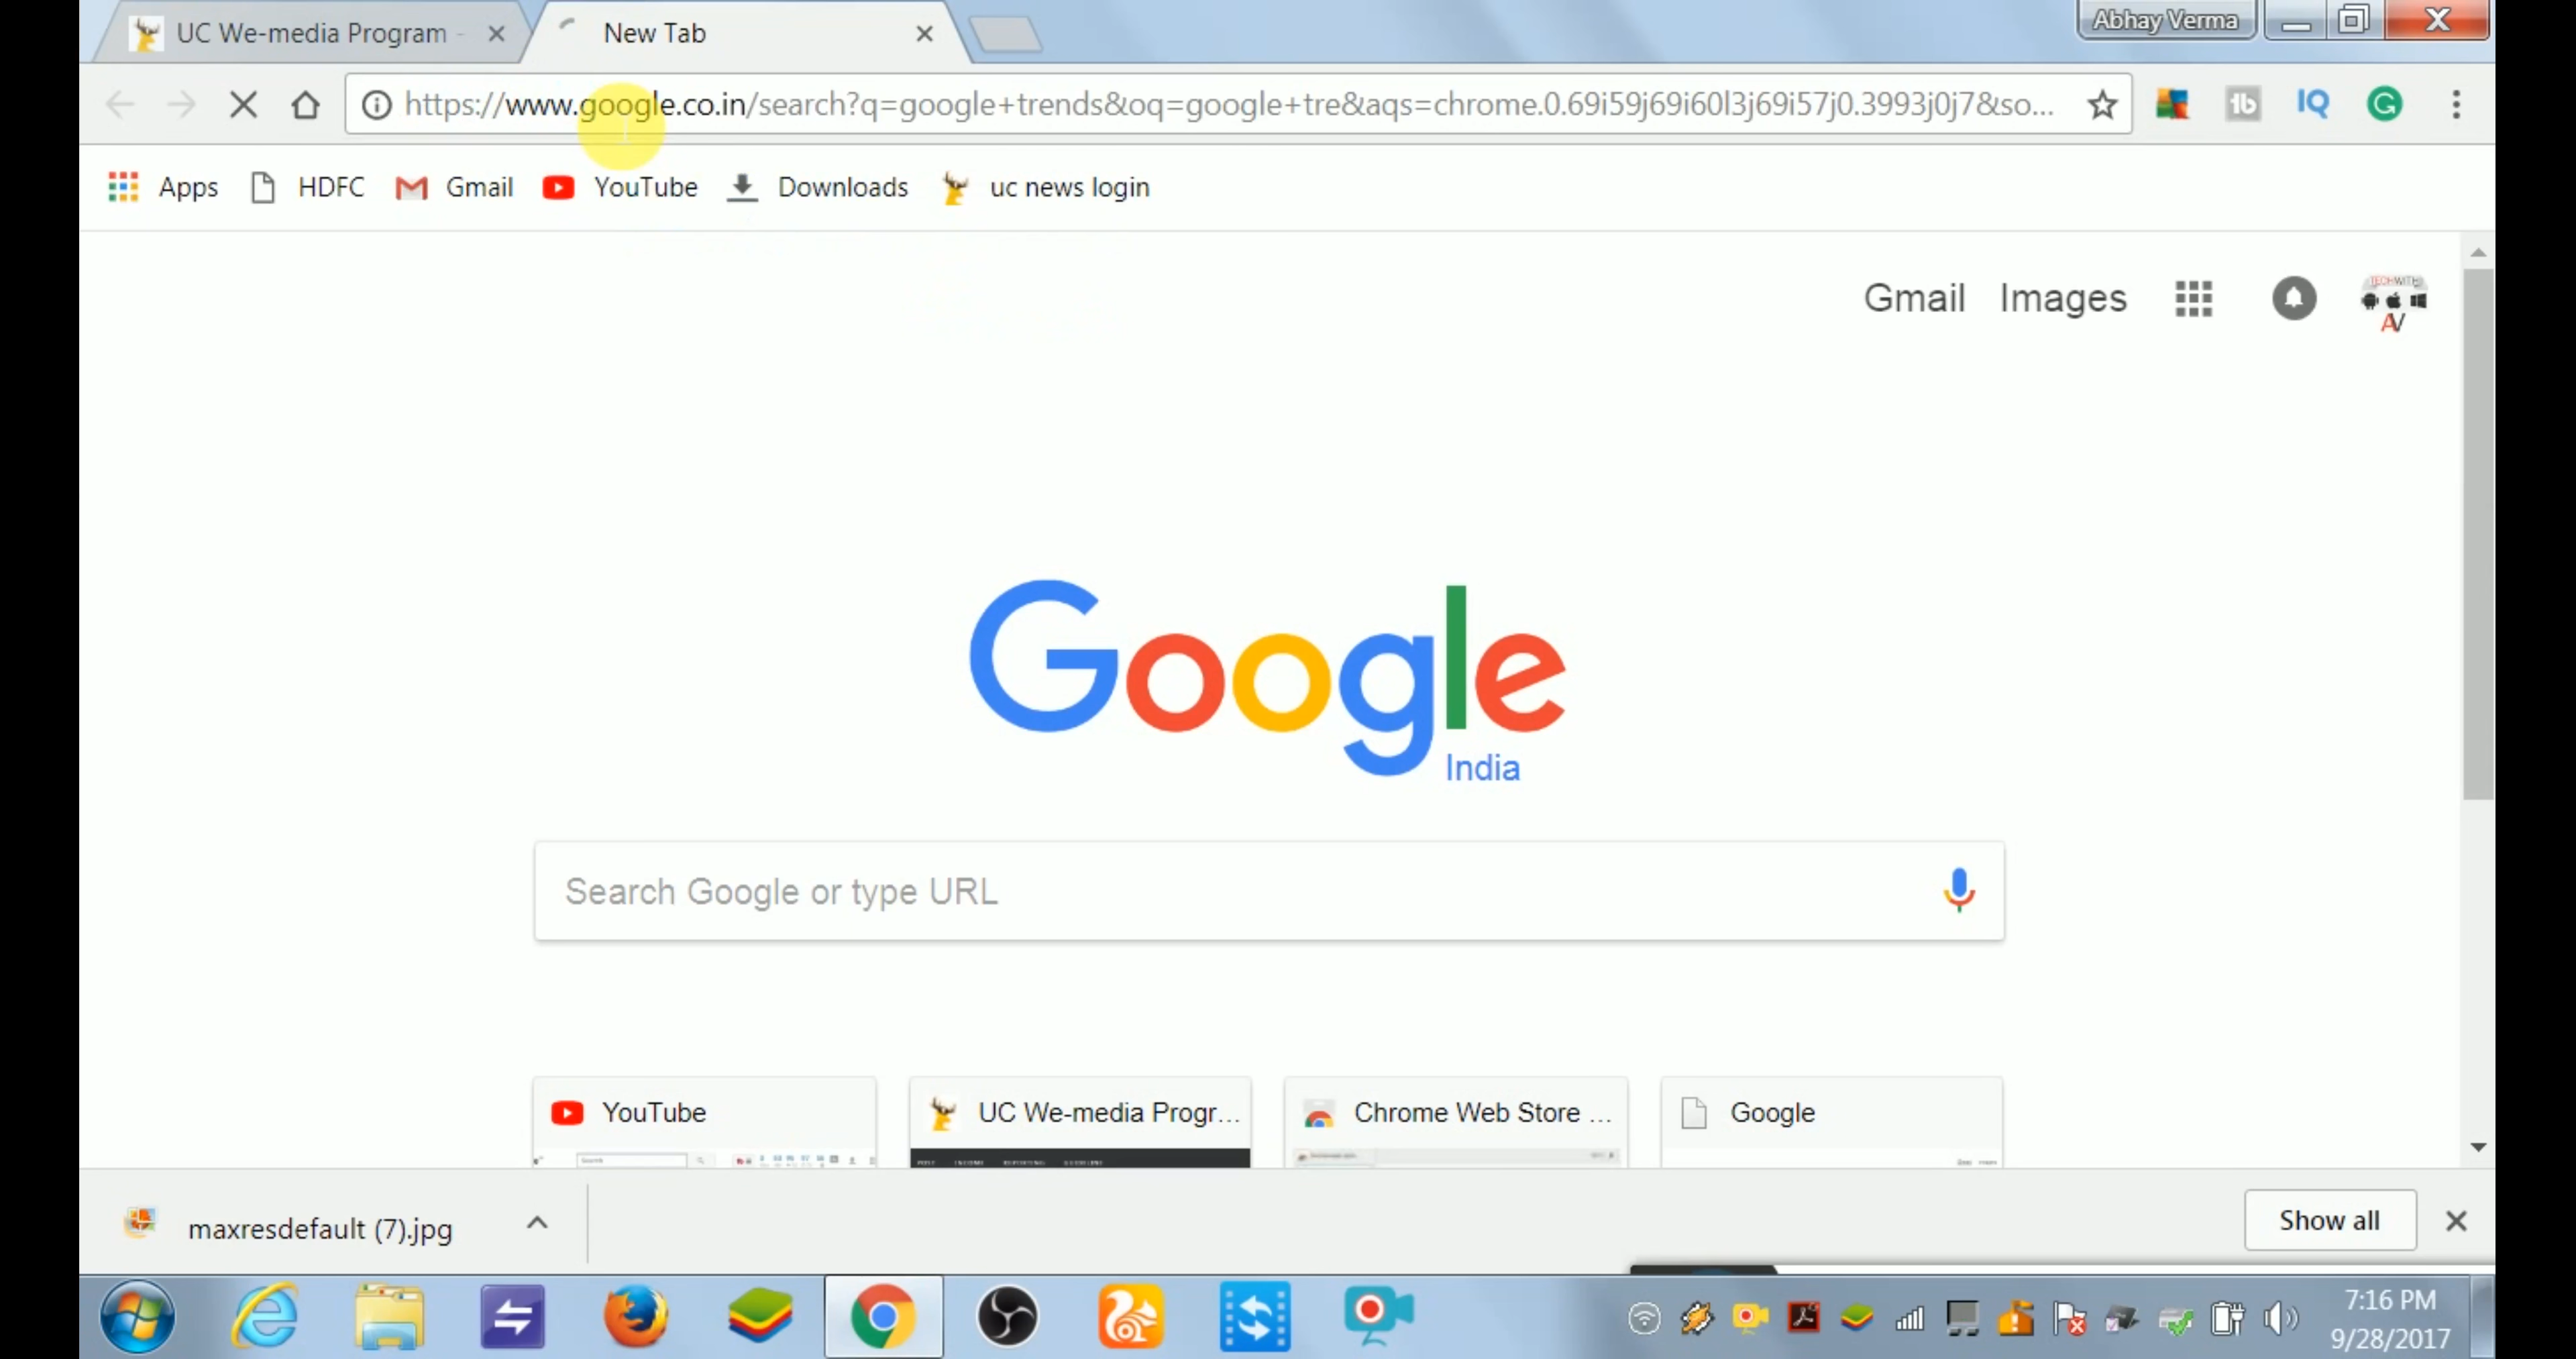 UC We-media Program -
New Tab
Abhay Verma
https://www.google.co.in/search?q=google+trends&oq=google+tre&aqs=chrome.0.69i59j69i60l3j69i57j0.3993j0j7&so...
Apps HDFC Gmail YouTube Downloads uc news login
Gmail Images
TECHWITH
AV
Google
India
Search Google or type URL
YouTube
UC We-media Progr...
Chrome Web Store ...
Google
maxresdefault (7).jpg
Show all
7:16 PM
9/28/2017